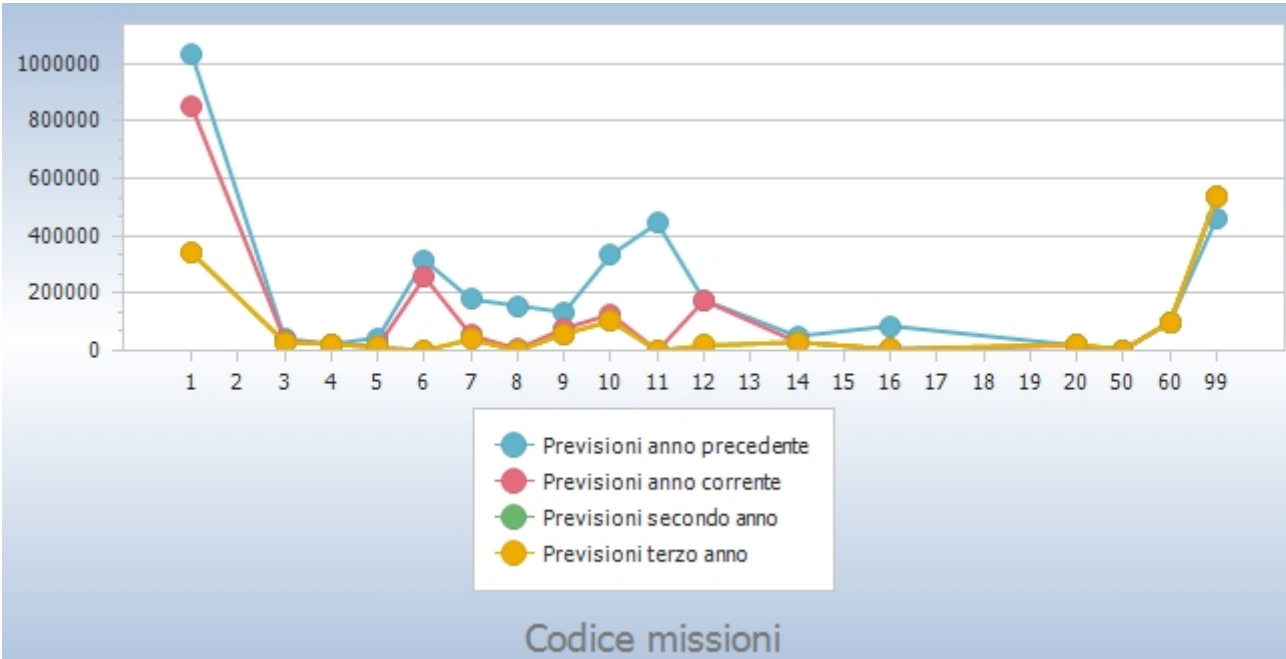 1000000
800000
600000
400000
200000
0
1 2 3 4 5 6 7 8 9 10 11 12 13 14 15 16 17 18 19 20 50 60 99
Previsioni anno precedente
Previsioni anno corrente
Previsioni secondo anno
Previsioni terzo anno
Codice missioni